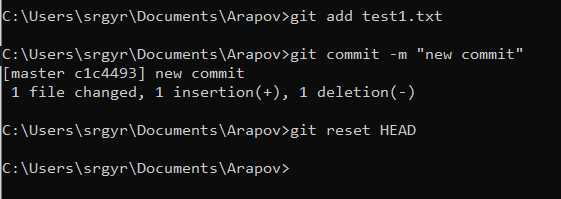 C:\Users\srgyr\Documents\Arapov>git add test1.txt
C:\Users\srgyr\Documents\Arapov>git commit -m "new commit"
[master c1c4493] new commit
 1 file changed, 1 insertion(+), 1 deletion(-)
C:\Users\srgyr\Documents\Arapov>git reset HEAD
C:\Users\srgyr\Documents\Arapov>